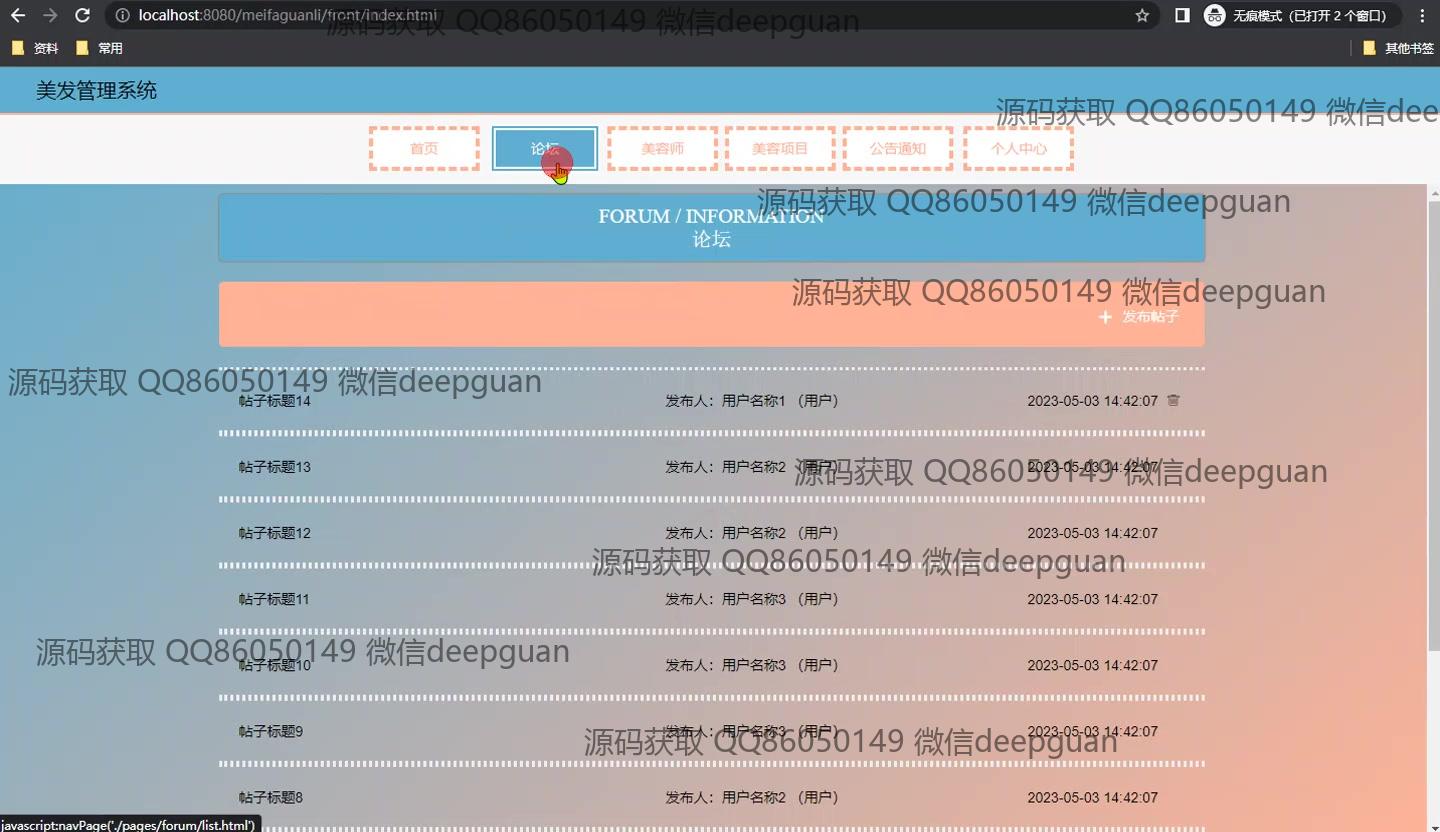 localhost:8080/meifaguanli/front/index.html
无痕模式（已打开 2 个窗口）
源码获取 QQ86050149 微信deepguan
资料
常用
其他书签
美发管理系统
源码获取 QQ86050149 微信dee
首页
论坛
美容师
美容项目
公告通知
个人中心
源码获取 QQ86050149 微信deepguan
FORUM / INFORMATION
论坛
源码获取 QQ86050149 微信deepguan
+ 发布帖子
源码获取 QQ86050149 微信deepguan
帖子标题14 发布人：用户名称1 （用户） 2023-05-03 14:42:07
帖子标题13 发布人：用户名称2 （用户） 2023-05-03 14:42:07
源码获取 QQ86050149 微信deepguan
帖子标题12 发布人：用户名称2 （用户） 2023-05-03 14:42:07
源码获取 QQ86050149 微信deepguan
帖子标题11 发布人：用户名称3 （用户） 2023-05-03 14:42:07
源码获取 QQ86050149 微信deepguan
帖子标题10 发布人：用户名称3 （用户） 2023-05-03 14:42:07
帖子标题9 发布人：用户名称3 （用户） 2023-05-03 14:42:07
源码获取 QQ86050149 微信deepguan
帖子标题8 发布人：用户名称2 （用户） 2023-05-03 14:42:07
javascript:navPage('./pages/forum/list.html')